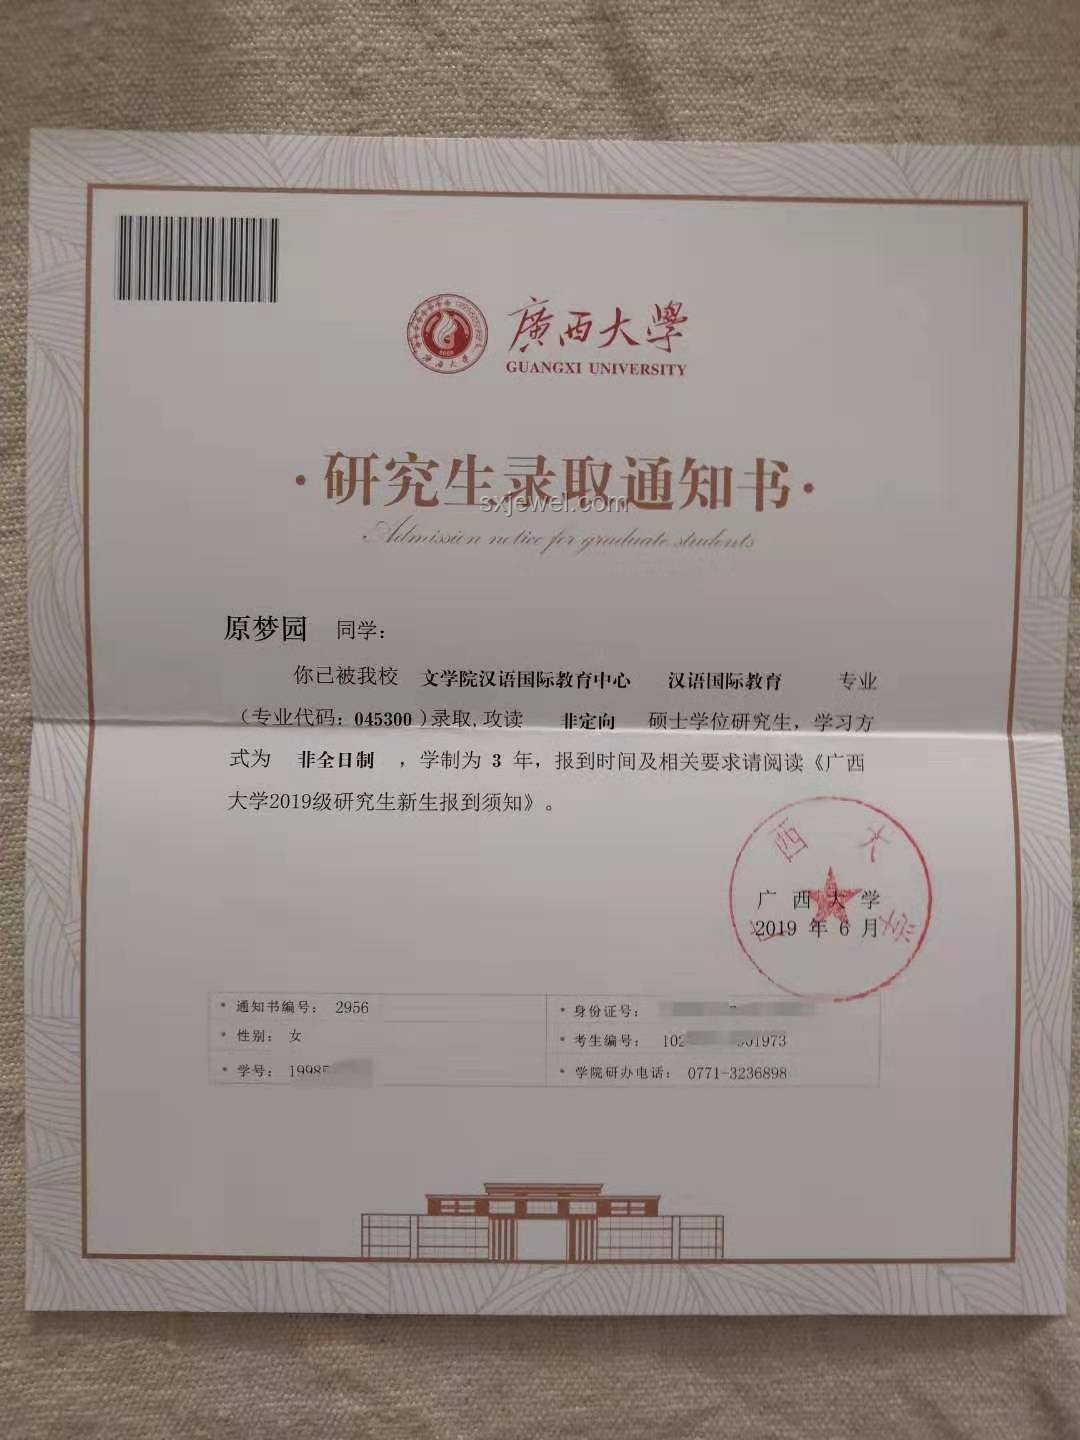 廣西大學
GUANGXI UNIVERSITY
·研究生录取通知书·
sxjewel.com
Admission notice for graduate students
原梦园 同学：
你已被我校 文学院汉语国际教育中心 汉语国际教育 专业
（专业代码：045300）录取,攻读 非定向 硕士学位研究生，学习方
式为 非全日制 ，学制为 3 年，报到时间及相关要求请阅读《广西
大学2019级研究生新生报到须知》。
西 大 学
广 西 大 学
2019 年 6 月
* 通知书编号： 2956
* 身份证号：
* 性别： 女
* 考生编号： 102 01973
* 学号： 1998
* 学院研办电话： 0771-3236898